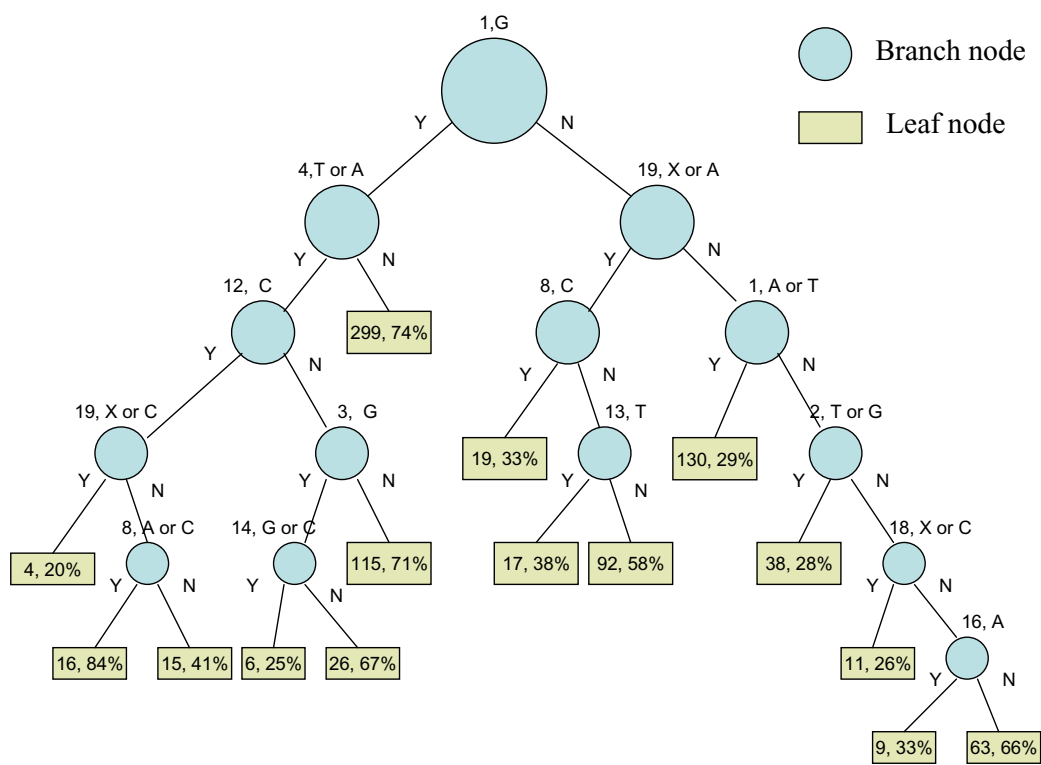 1,G
Branch node
Leaf node
Y
N
4,T or A
19, X or A
Y
N
Y
N
12, C
8, C
1, A or T
299, 74%
Y
N
Y
N
Y
N
19, X or C
3, G
13, T
2, T or G
19, 33%
130, 29%
Y
N
Y
N
Y
N
Y
N
8, A or C
14, G or C
18, X or C
4, 20%
115, 71%
17, 38%
92, 58%
38, 28%
Y
N
Y
N
Y
N
16, A
16, 84%
15, 41%
6, 25%
26, 67%
11, 26%
Y
N
9, 33%
63, 66%